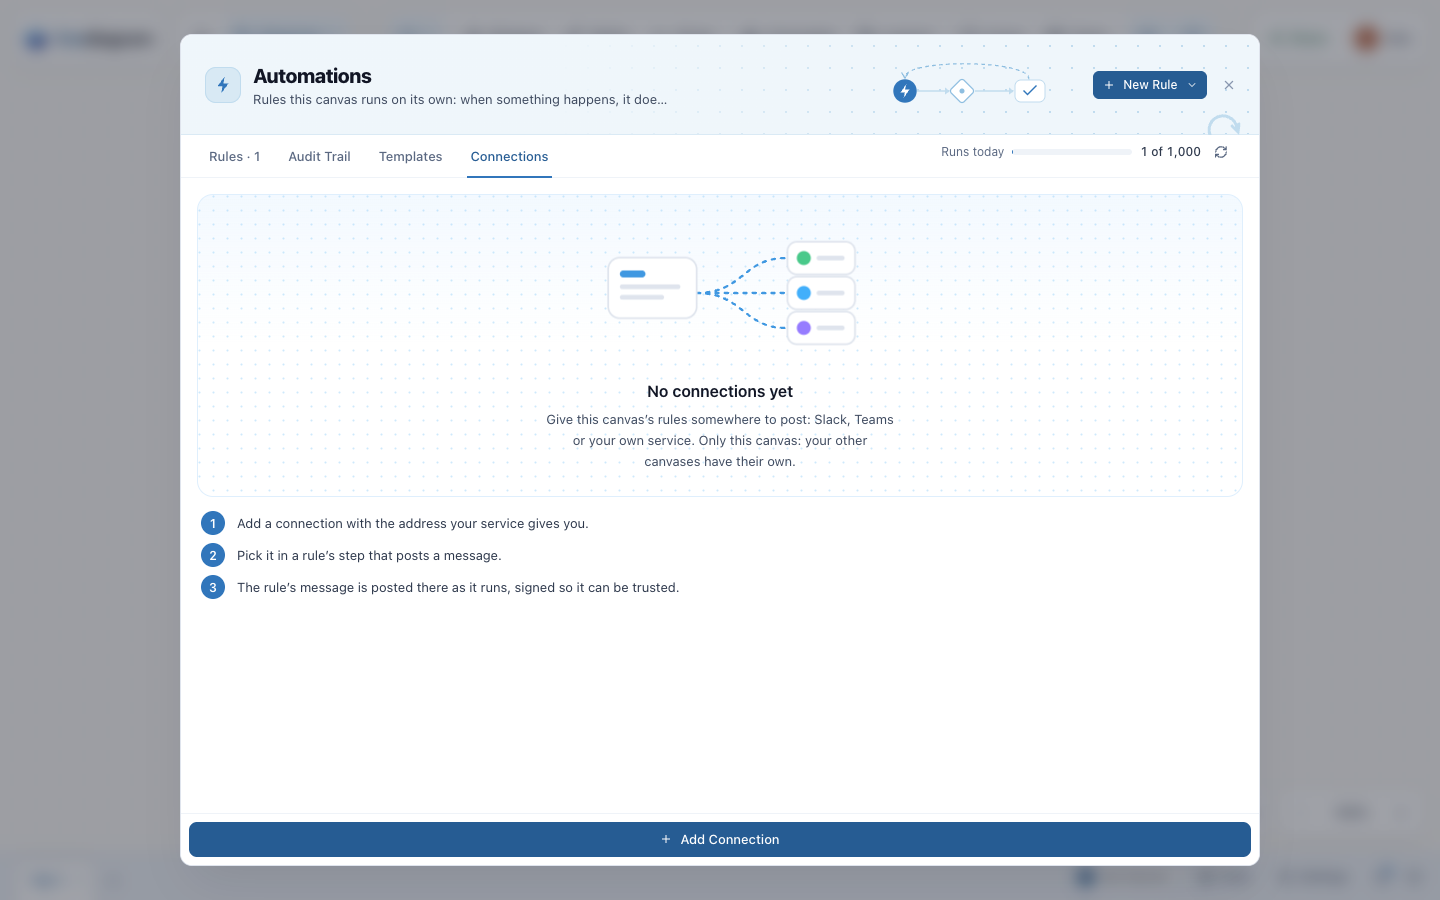 Automations
Rules this canvas runs on its own: when something happens, it doe...
New Rule
Rules · 1
Audit Trail
Templates
Connections
Runs today
1 of 1,000
No connections yet
Give this canvas’s rules somewhere to post: Slack, Teams
or your own service. Only this canvas: your other
canvases have their own.
1 Add a connection with the address your service gives you.
2 Pick it in a rule’s step that posts a message.
3 The rule’s message is posted there as it runs, signed so it can be trusted.
Add Connection